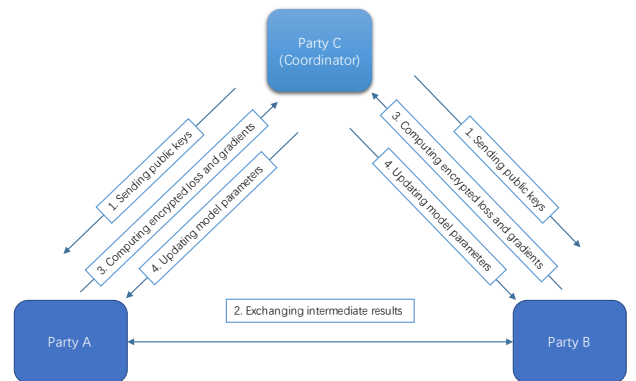 Party C
(Coordinator)
1. Sending public keys
3. Computing encrypted loss and gradients
4. Updating model parameters
3. Computing encrypted loss and gradients
1. Sending public keys
4. Updating model parameters
2. Exchanging intermediate results
Party A
Party B